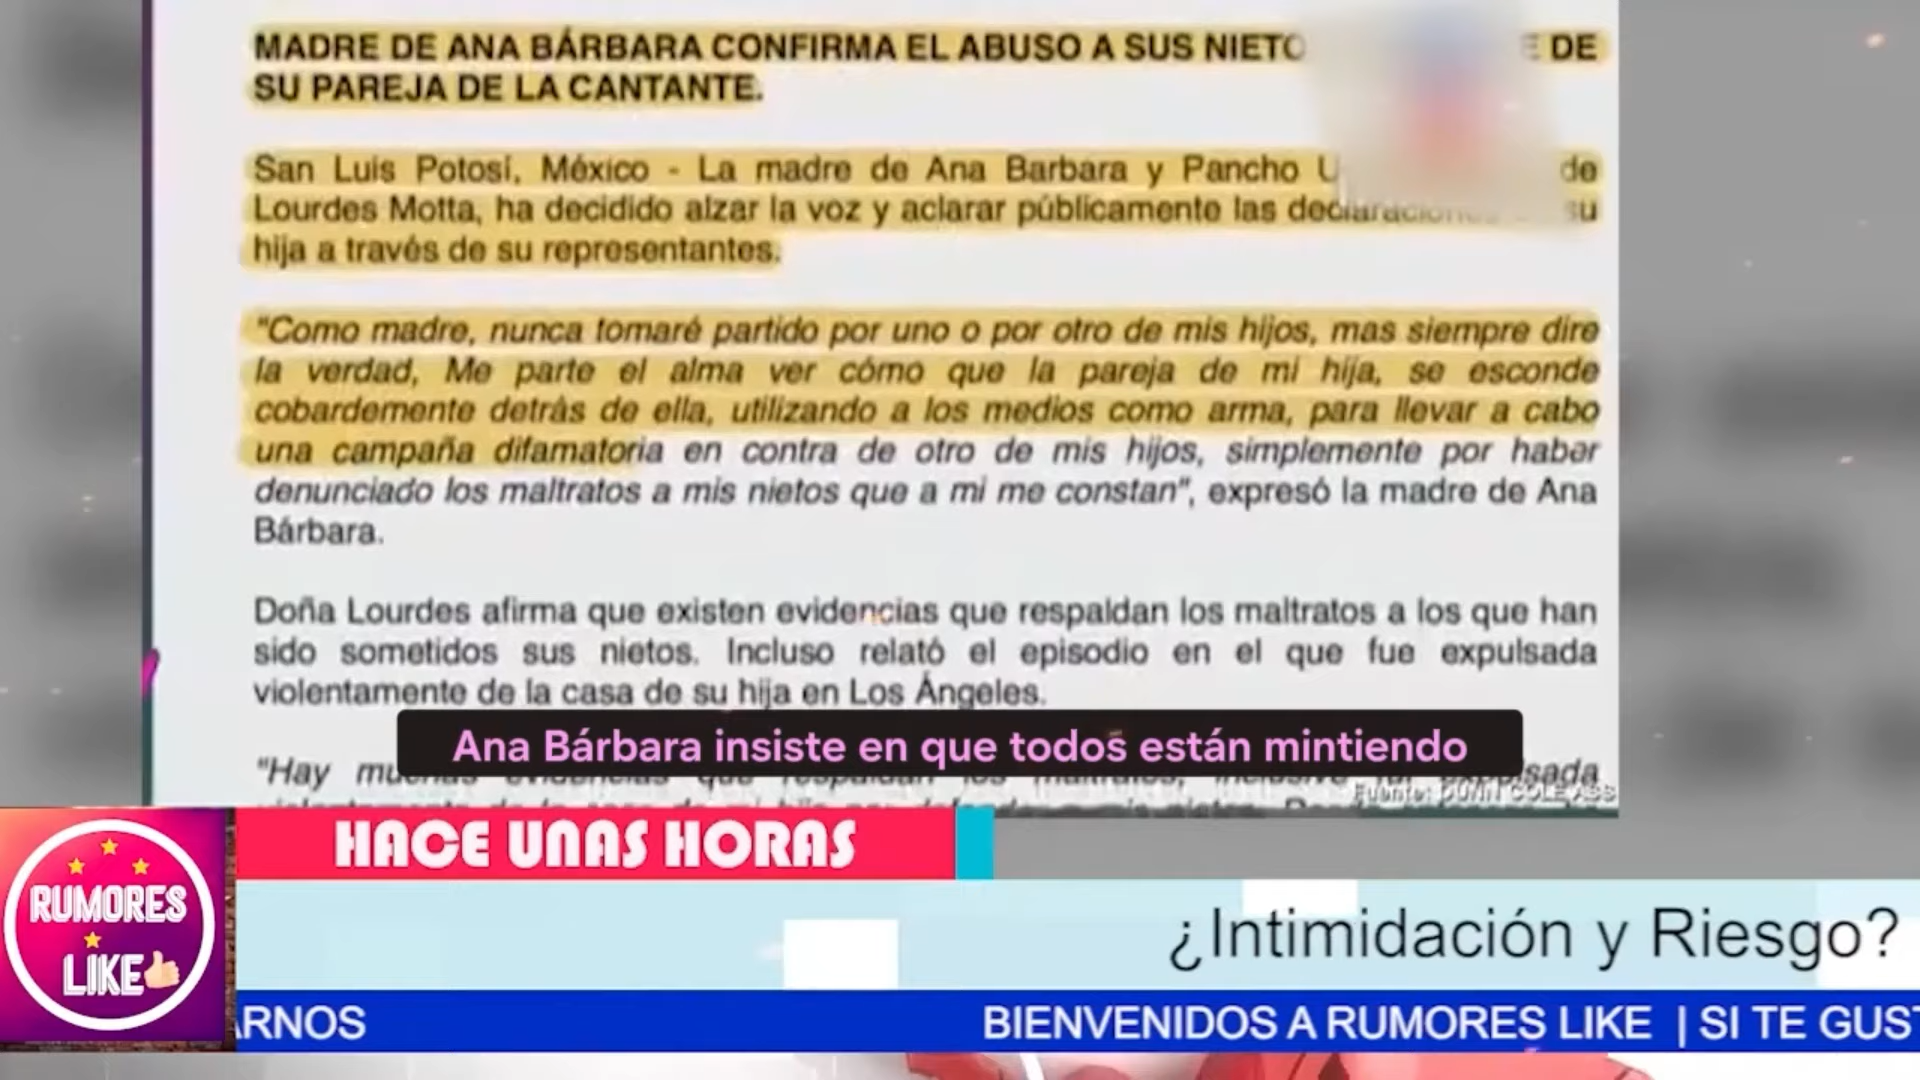 MADRE DE ANA BÁRBARA CONFIRMA EL ABUSO A SUS NIETO DE
SU PAREJA DE LA CANTANTE.
San Luis Potosí, México - La madre de Ana Barbara y Pancho U de
Lourdes Motta, ha decidido alzar la voz y aclarar públicamente las declaraciones su
hija a través de su representantes.
"Como madre, nunca tomaré partido por uno o por otro de mis hijos, mas siempre dire
la verdad, Me parte el alma ver cómo que la pareja de mi hija, se esconde
cobardemente detrás de ella, utilizando a los medios como arma, para llevar a cabo
una campaña difamatoria en contra de otro de mis hijos, simplemente por haber
denunciado los maltratos a mis nietos que a mi me constan", expresó la madre de Ana
Bárbara.
Doña Lourdes afirma que existen evidencias que respaldan los maltratos a los que han
sido sometidos sus nietos. Incluso relató el episodio en el que fue expulsada
violentamente de la casa de su hija en Los Ángeles.
Ana Bárbara insiste en que todos están mintiendo
"Hay
Fuente:
HACE UNAS HORAS
RUMORES
LIKE
¿Intimidación y Riesgo?
ARNOS BIENVENIDOS A RUMORES LIKE | SI TE GUST